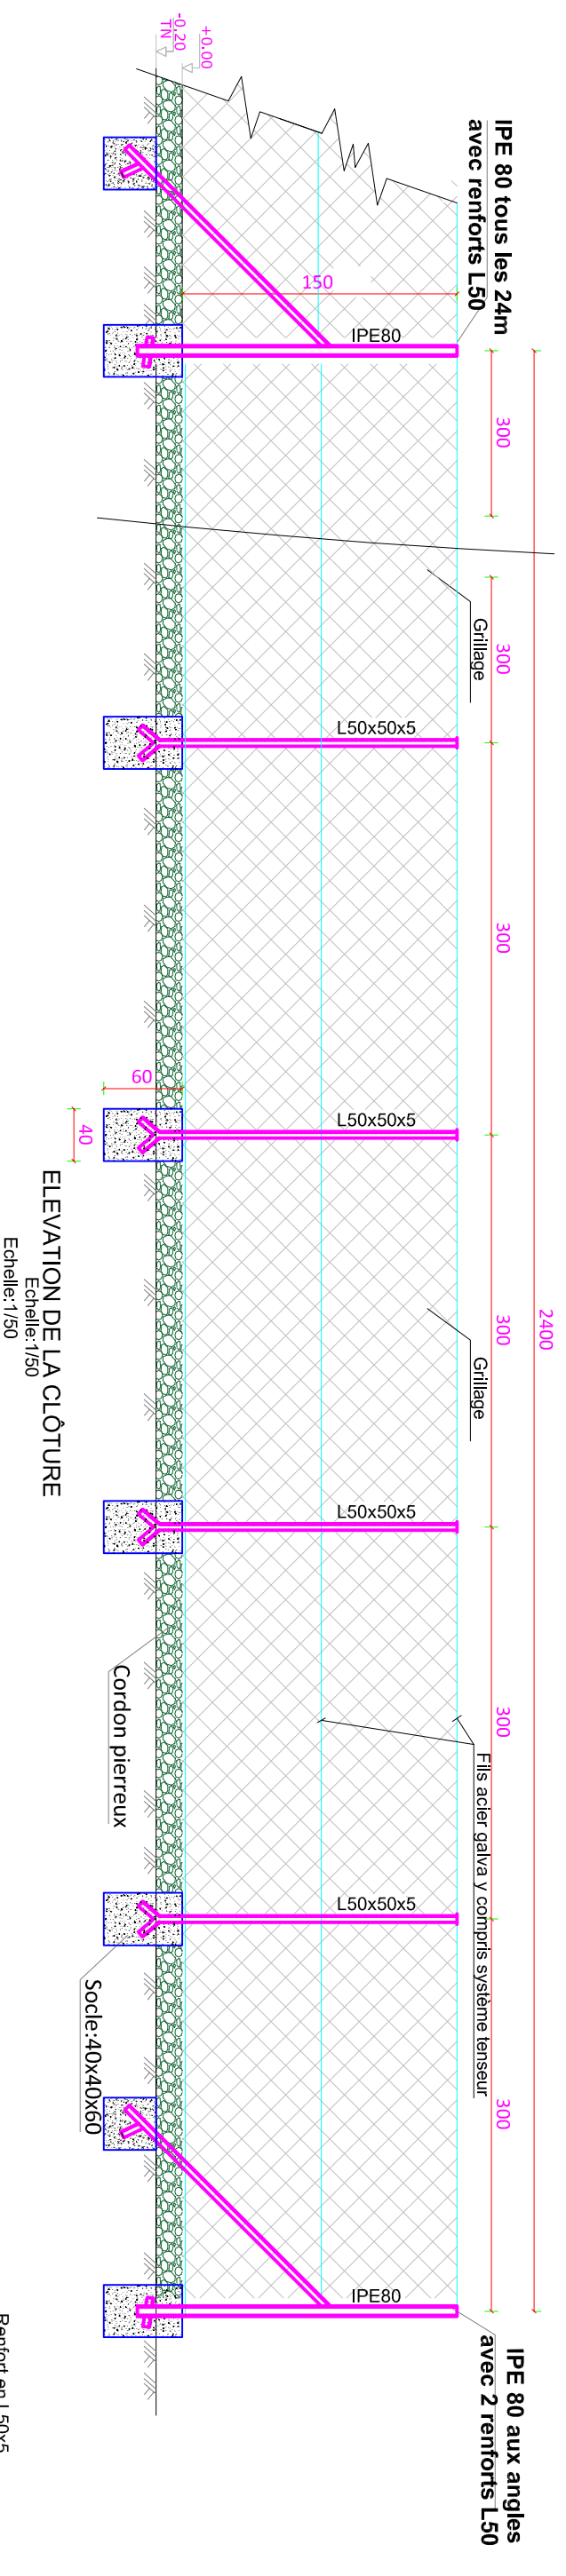 IPE 80 tous les 24m
avec renforts L50
IPE 80 aux angles
avec 2 renforts L50
2400
300
300
300
300
300
300
Grillage
Grillage
Fils acier galva y compris système tenseur
IPE80
L50x50x5
L50x50x5
L50x50x5
L50x50x5
IPE80
150
+0.00
-0,20
TN
60
40
Cordon pierreux
Socle:40x40x60
ELEVATION DE LA CLÔTURE
Echelle:1/50
Echelle:1/50
Renfort en L50x5